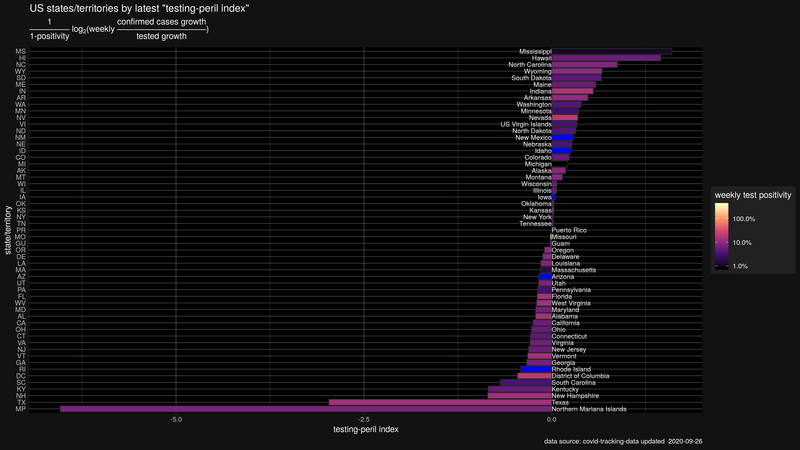 US states/territories by latest "testing-peril index"
1 confirmed cases growth
log2(weekly )
1-positivity tested growth
state/territory
MS Mississippi
HI Hawaii
NC North Carolina
WY Wyoming
SD South Dakota
ME Maine
IN Indiana
AR Arkansas
WA Washington
MN Minnesota
NV Nevada
VI US Virgin Islands
ND North Dakota
NM New Mexico
NE Nebraska
ID Idaho
CO Colorado
MI Michigan
AK Alaska
MT Montana
WI Wisconsin
IL Illinois
IA Iowa
OK Oklahoma
KS Kansas
NY New York
TN Tennessee
PR Puerto Rico
MO Missouri
GU Guam
OR Oregon
DE Delaware
LA Louisiana
MA Massachusetts
AZ Arizona
UT Utah
PA Pennsylvania
FL Florida
WV West Virginia
MD Maryland
AL Alabama
CA California
OH Ohio
CT Connecticut
VA Virginia
NJ New Jersey
VT Vermont
GA Georgia
RI Rhode Island
DC District of Columbia
SC South Carolina
KY Kentucky
NH New Hampshire
TX Texas
MP Northern Mariana Islands
-5.0 -2.5 0.0
testing-peril index
weekly test positivity
100.0%
10.0%
1.0%
data source: covid-tracking-data updated 2020-09-26